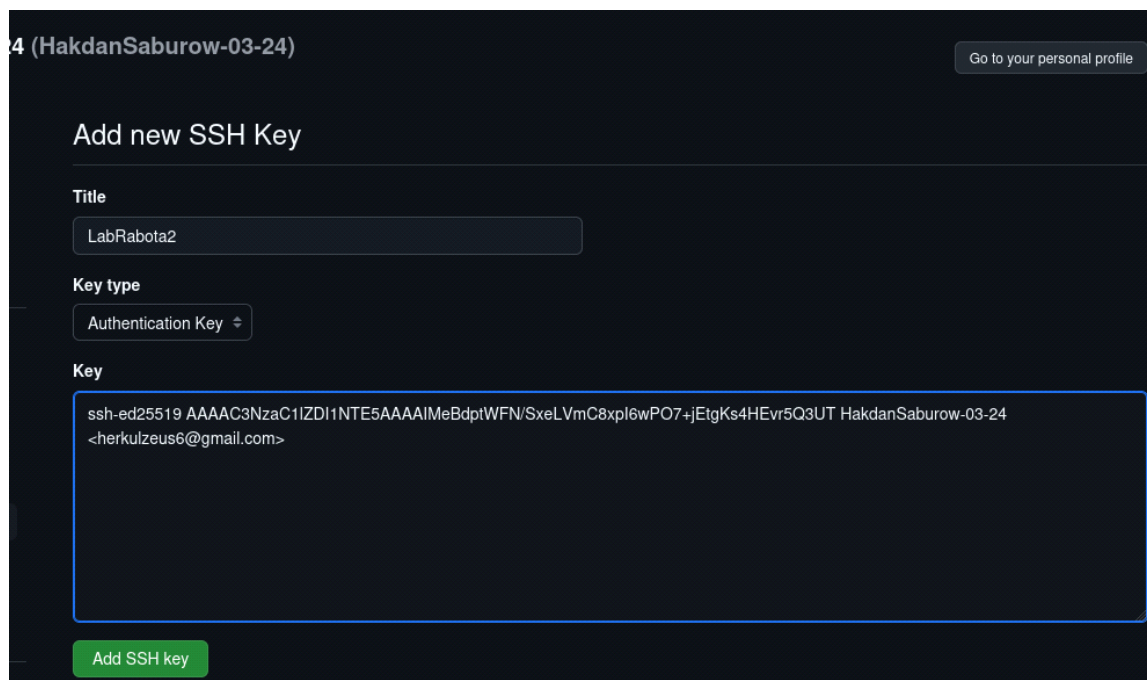 24 (HakdanSaburow-03-24)
Go to your personal profile
Add new SSH Key
Title
LabRabota2
Key type
Authentication Key
Key
ssh-ed25519 AAAAC3NzaC1lZDI1NTE5AAAAIMeBdptWFN/SxeLVmC8xpI6wPO7+jEtgKs4HEvr5Q3UT HakdanSaburow-03-24
<herkulzeus6@gmail.com>
Add SSH key